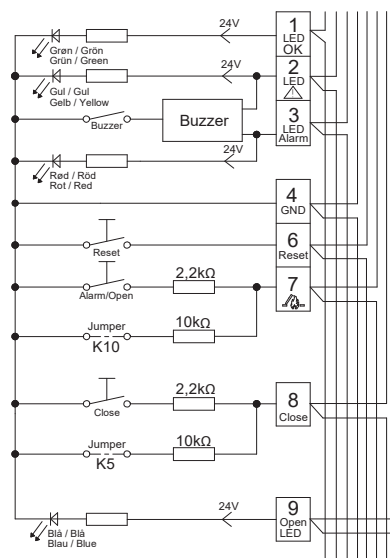 24V
1
LED
OK
Grøn / Grön
Grün / Green
24V
2
LED
Gul / Gul
Gelb / Yellow
Buzzer
Buzzer
3
LED
Alarm
24V
Rød / Röd
Rot / Red
4
GND
Reset
6
Reset
Alarm/Open
2,2kΩ
7
Jumper
K10
10kΩ
Close
2,2kΩ
8
Close
Jumper
K5
10kΩ
24V
9
Open
LED
Blå / Blå
Blau / Blue